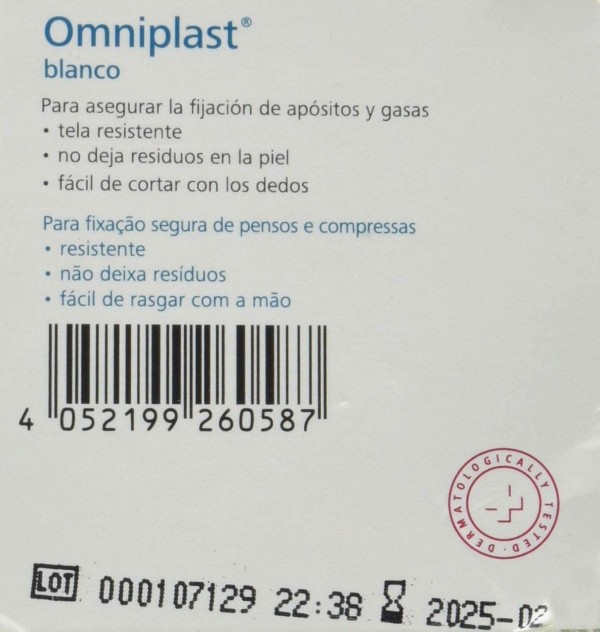 Omniplast®
blanco
Para asegurar la fijación de apósitos y gasas
• tela resistente
• no deja residuos en la piel
• fácil de cortar con los dedos
Para fixação segura de pensos e compressas
• resistente
• não deixa resíduos
• fácil de rasgar com a mão
4 052199 260587
DERMATOLOGICALLY TESTED
LOT 000107129 22:38 2025-02